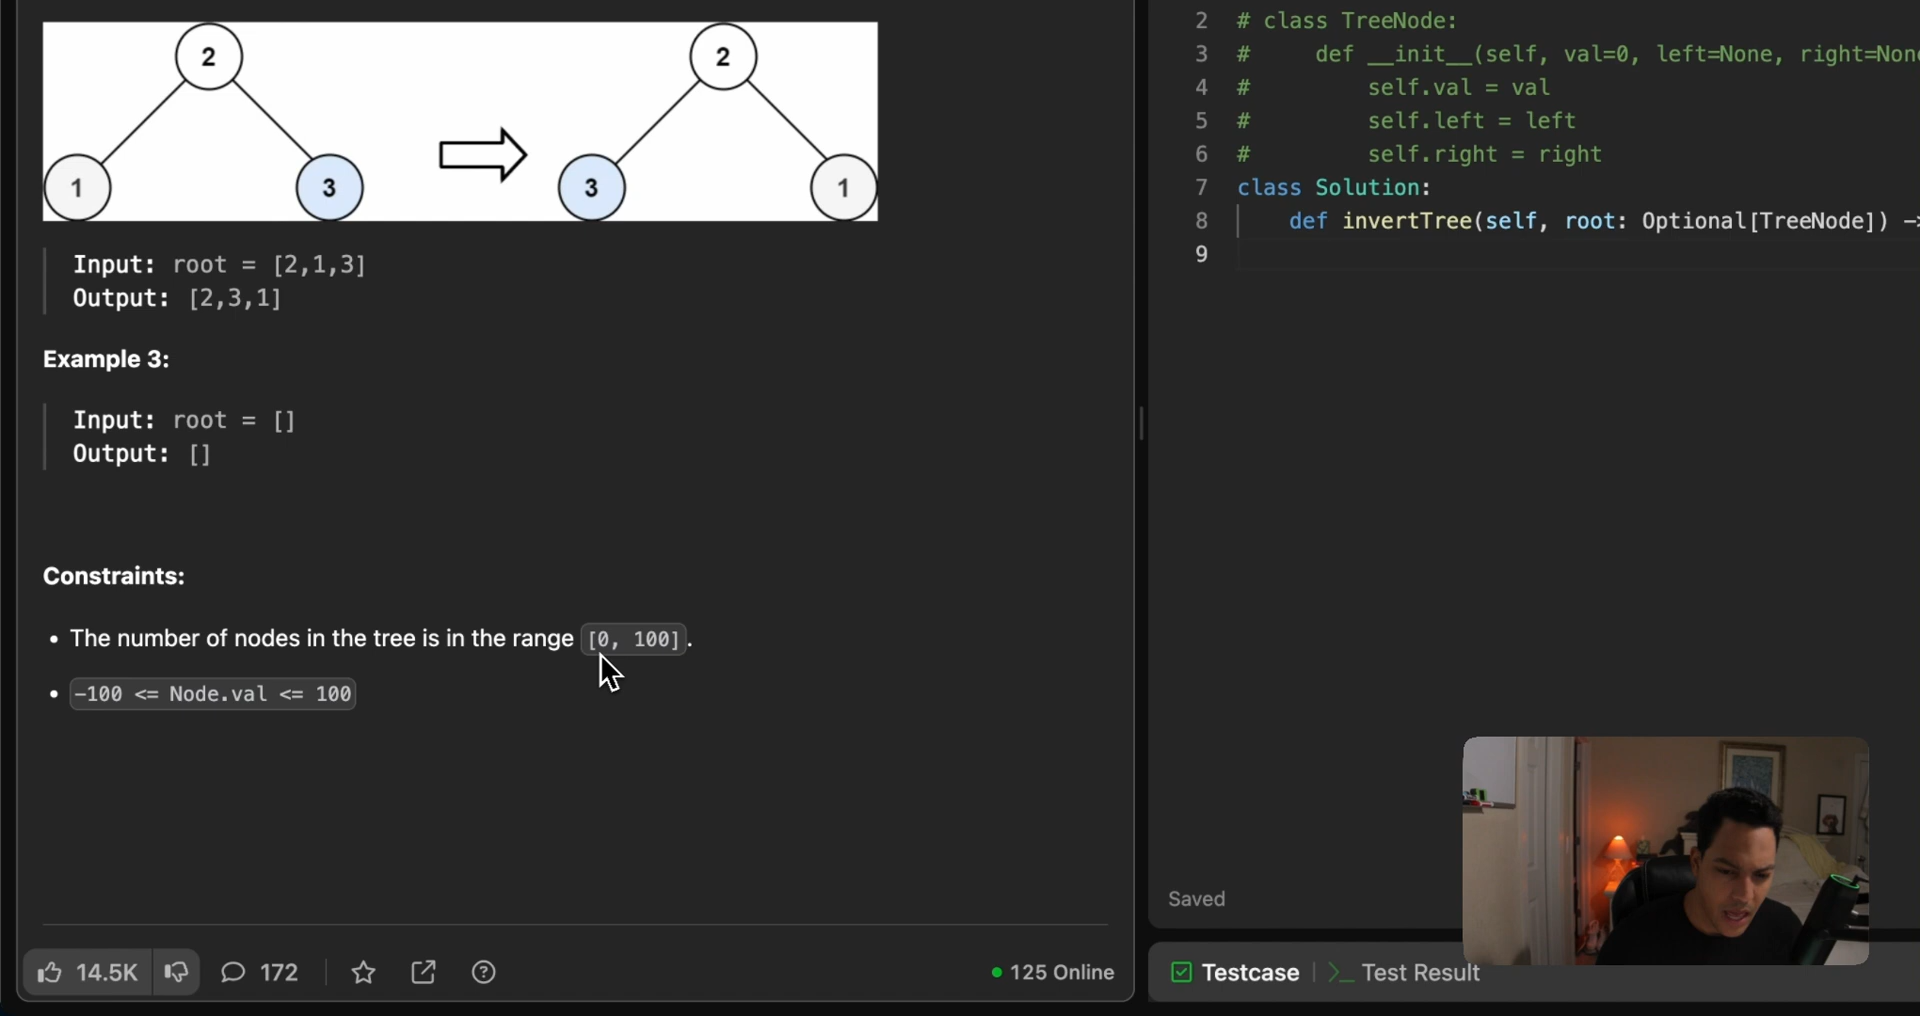 2
2
1
3
3
1
Input: root = [2,1,3]
Output: [2,3,1]
Example 3:
Input: root = []
Output: []
Constraints:
• The number of nodes in the tree is in the range [0, 100].
• -100 <= Node.val <= 100
14.5K
172
125 Online
2 # class TreeNode:
3 #     def __init__(self, val=0, left=None, right=None
4 #         self.val = val
5 #         self.left = left
6 #         self.right = right
7 class Solution:
8     def invertTree(self, root: Optional[TreeNode]) ->
9
Saved
Testcase
>_ Test Result